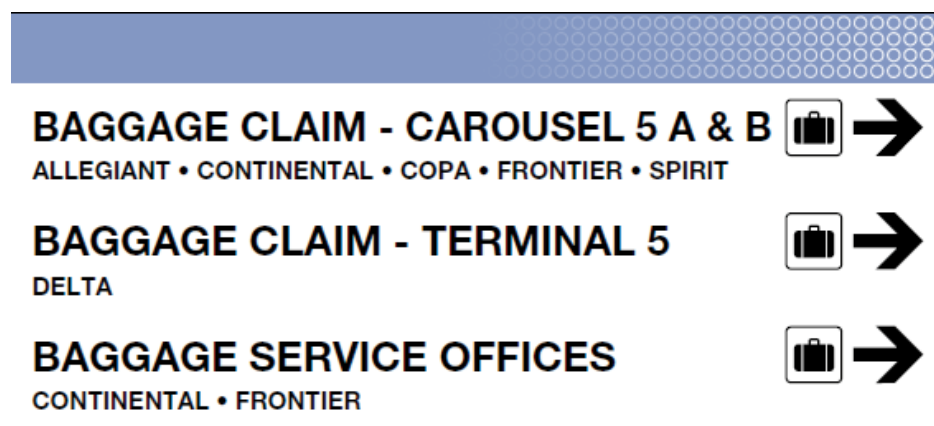 BAGGAGE CLAIM - CAROUSEL 5 A & B
ALLEGIANT • CONTINENTAL • COPA • FRONTIER • SPIRIT
BAGGAGE CLAIM - TERMINAL 5
DELTA
BAGGAGE SERVICE OFFICES
CONTINENTAL • FRONTIER